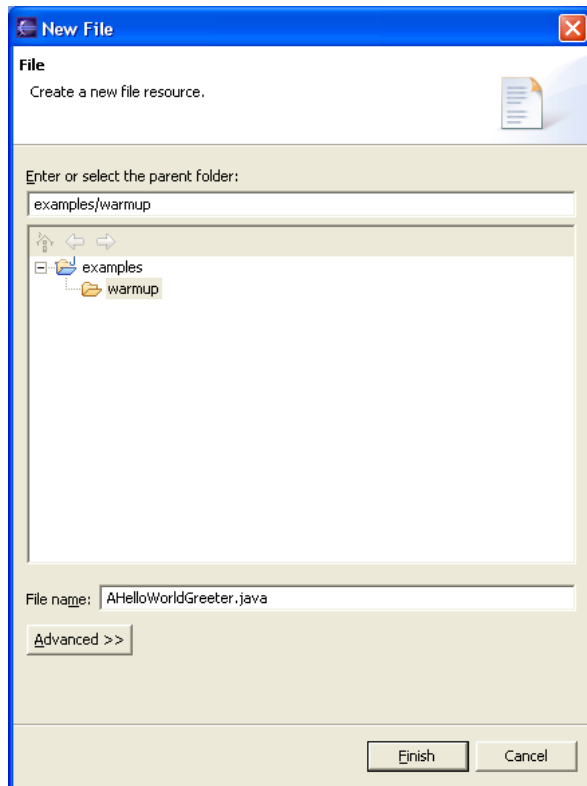 New File
File
Create a new file resource.
Enter or select the parent folder:
examples/warmup
examples
warmup
File name: AHelloWorldGreeter.java
Advanced >>
Finish Cancel